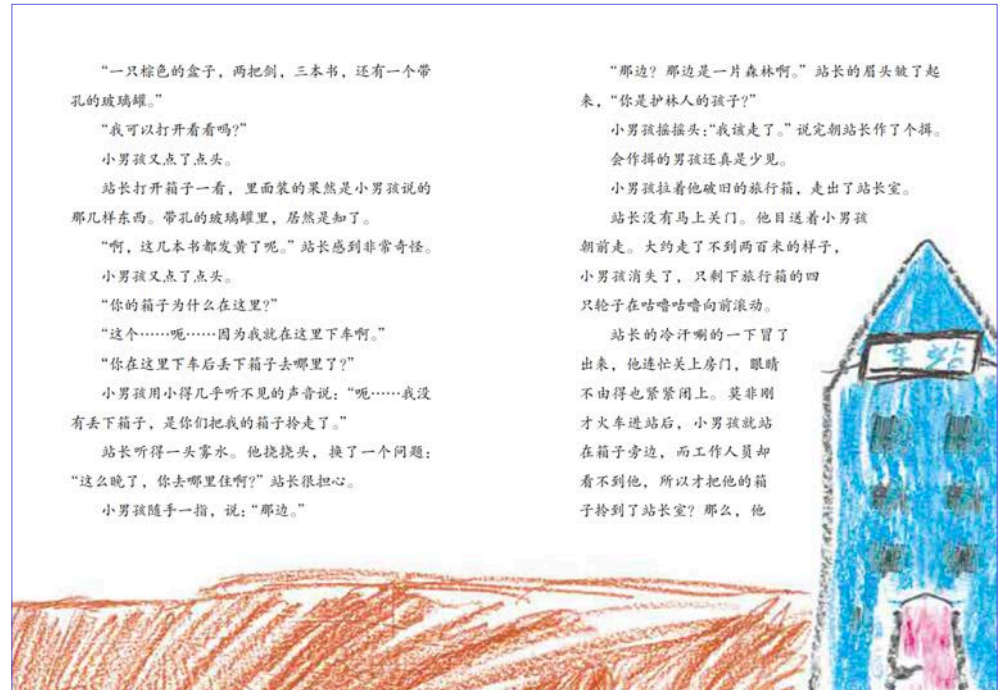 “一只棕色的盒子，两把剑，三本书，还有一个带
孔的玻璃罐。”
“我可以打开看看吗？”
小男孩又点了点头。
站长打开箱子一看，里面装的果然是小男孩说的
那几样东西。带孔的玻璃罐里，居然是知了。
“啊，这几本书都发黄了呢。”站长感到非常奇怪。
小男孩又点了点头。
“你的箱子为什么在这里？”
“这个……呃……因为我就在这里下车啊。”
“你在这里下车后丢下箱子去哪里了？”
小男孩用小得几乎听不见的声音说：“呃……我没
有丢下箱子，是你们把我的箱子拎走了。”
站长听得一头雾水。他挠挠头，换了一个问题：
“这么晚了，你去哪里住啊？”站长很担心。
小男孩随手一指，说：“那边。”
“那边？那边是一片森林啊。”站长的眉头皱了起
来，“你是护林人的孩子？”
小男孩摇摇头：“我该走了。”说完朝站长作了个揖。
会作揖的男孩还真是少见。
小男孩拉着他破旧的旅行箱，走出了站长室。
站长没有马上关门。他目送着小男孩
朝前走。大约走了不到两百米的样子，
小男孩消失了，只剩下旅行箱的四
只轮子在咕噜咕噜向前滚动。
站长的冷汗唰的一下冒了
出来，他连忙关上房门，眼睛
不由得也紧紧闭上。莫非刚
才火车进站后，小男孩就站
在箱子旁边，而工作人员却
看不到他，所以才把他的箱
子拎到了站长室？那么，他